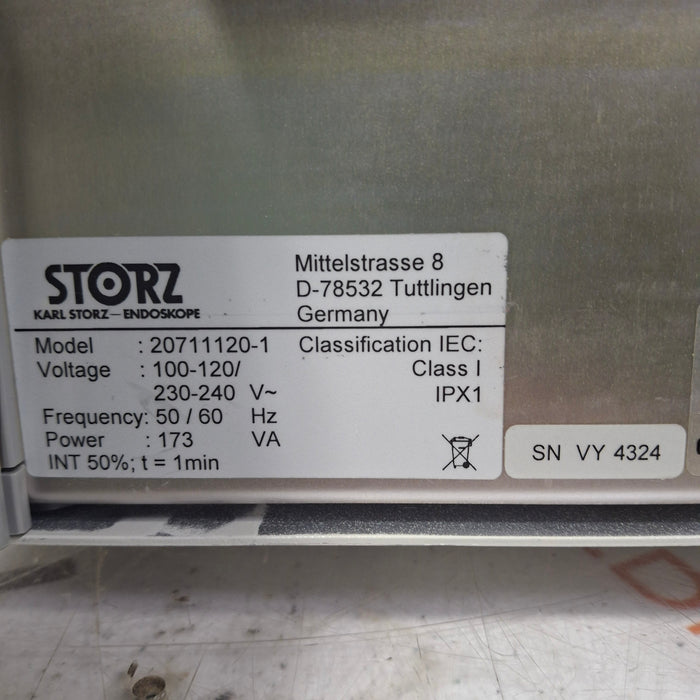 STORZ
KARL STORZ—ENDOSKOPE
Mittelstrasse 8
D-78532 Tuttlingen
Germany
Model : 20711120-1
Voltage : 100-120/
230-240 V~
Frequency: 50 / 60 Hz
Power : 173 VA
INT 50%; t = 1min
Classification IEC:
Class I
IPX1
SN VY 4324